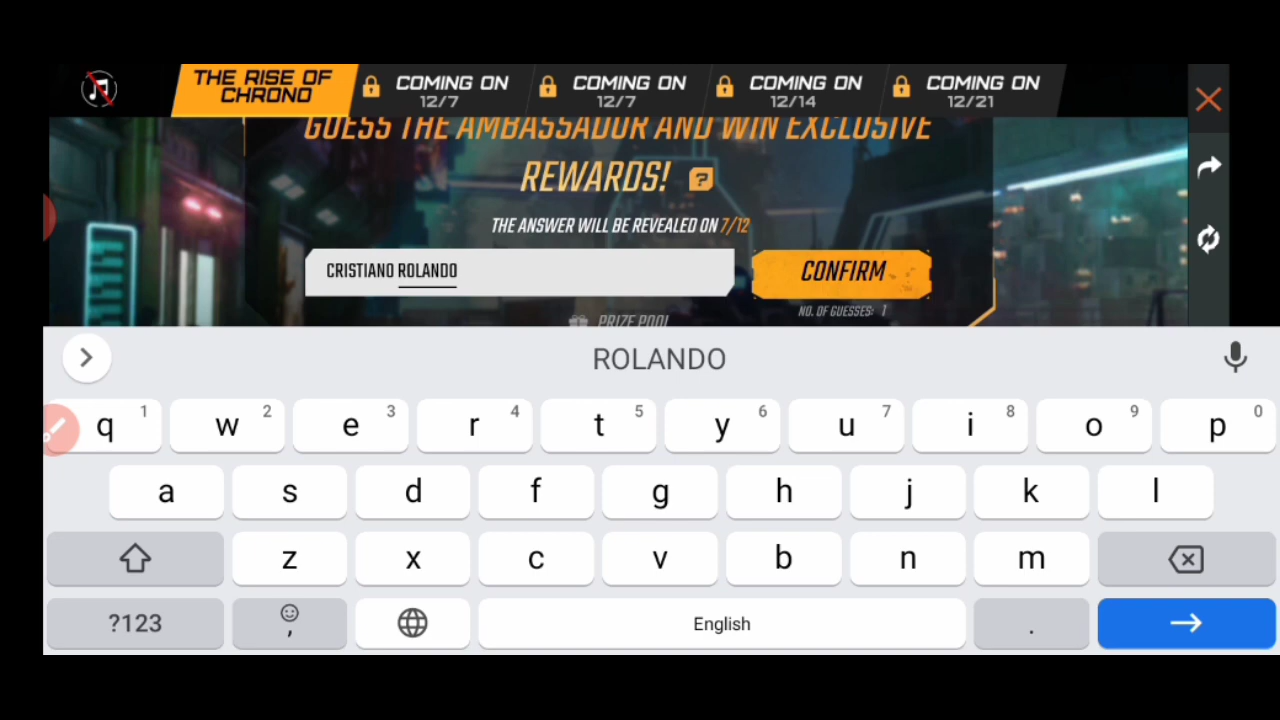 THE RISE OF
CHRONO
COMING ON
12/7
COMING ON
12/7
COMING ON
12/14
COMING ON
12/21
GUESS THE AMBASSADOR AND WIN EXCLUSIVE
REWARDS! ?
THE ANSWER WILL BE REVEALED ON 7/12
CRISTIANO ROLANDO
CONFIRM
NO. OF GUESSES: 1
PRIZE POOL
ROLANDO
q 1 w 2 e 3 r 4 t 5 y 6 u 7 i 8 o 9 p 0
a s d f g h j k l
z x c v b n m
?123 , English .